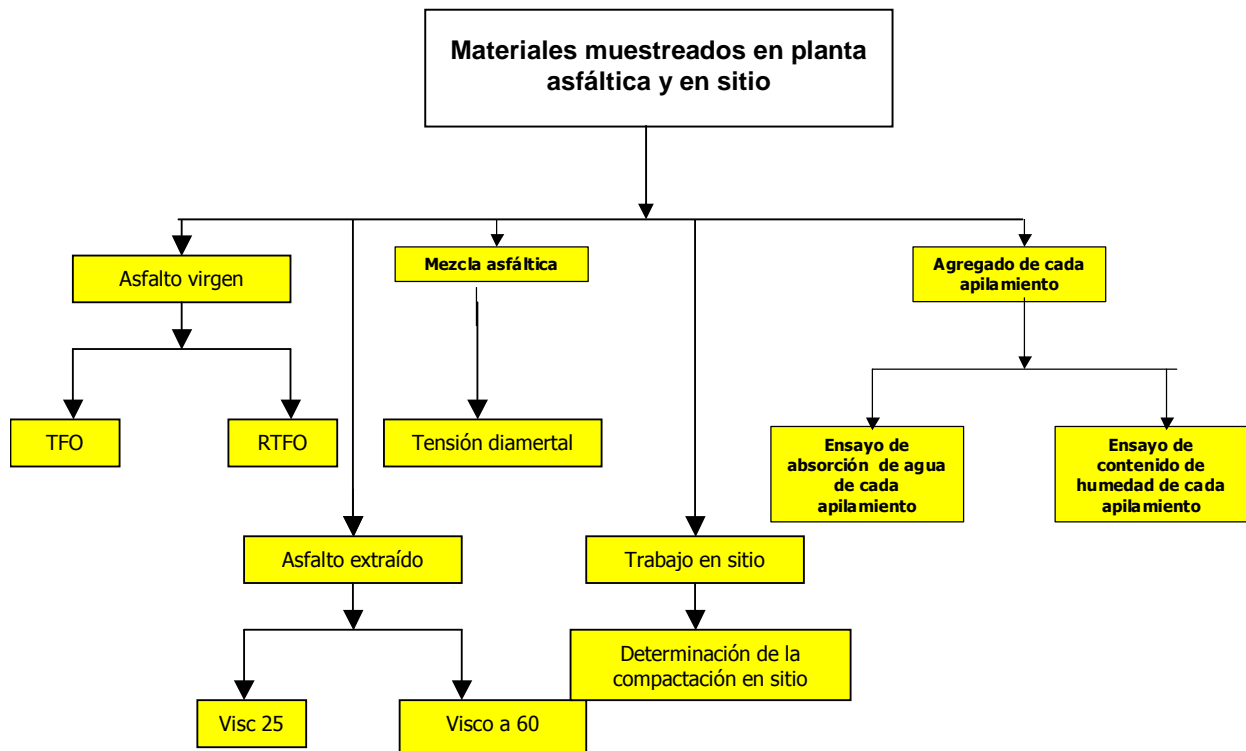 Materiales muestreados en planta
asfáltica y en sitio
Asfalto virgen
Mezcla asfáltica
Agregado de cada
apilamiento
TFO
RTFO
Tensión diamertal
Ensayo de
absorción de agua
de cada
apilamiento
Ensayo de
contenido de
humedad de cada
apilamiento
Asfalto extraído
Trabajo en sitio
Determinación de la
compactación en sitio
Visc 25
Visco a 60